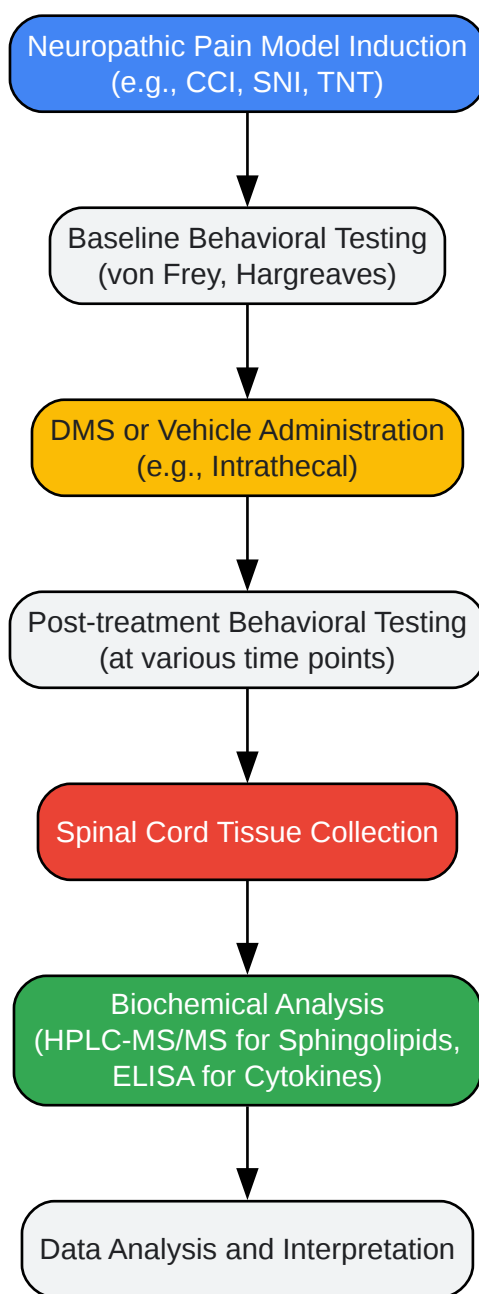 Neuropathic Pain Model Induction
(e.g., CCI, SNI, TNT)
Baseline Behavioral Testing
(von Frey, Hargreaves)
DMS or Vehicle Administration
(e.g., Intrathecal)
Post-treatment Behavioral Testing
(at various time points)
Spinal Cord Tissue Collection
Biochemical Analysis
(HPLC-MS/MS for Sphingolipids,
ELISA for Cytokines)
Data Analysis and Interpretation